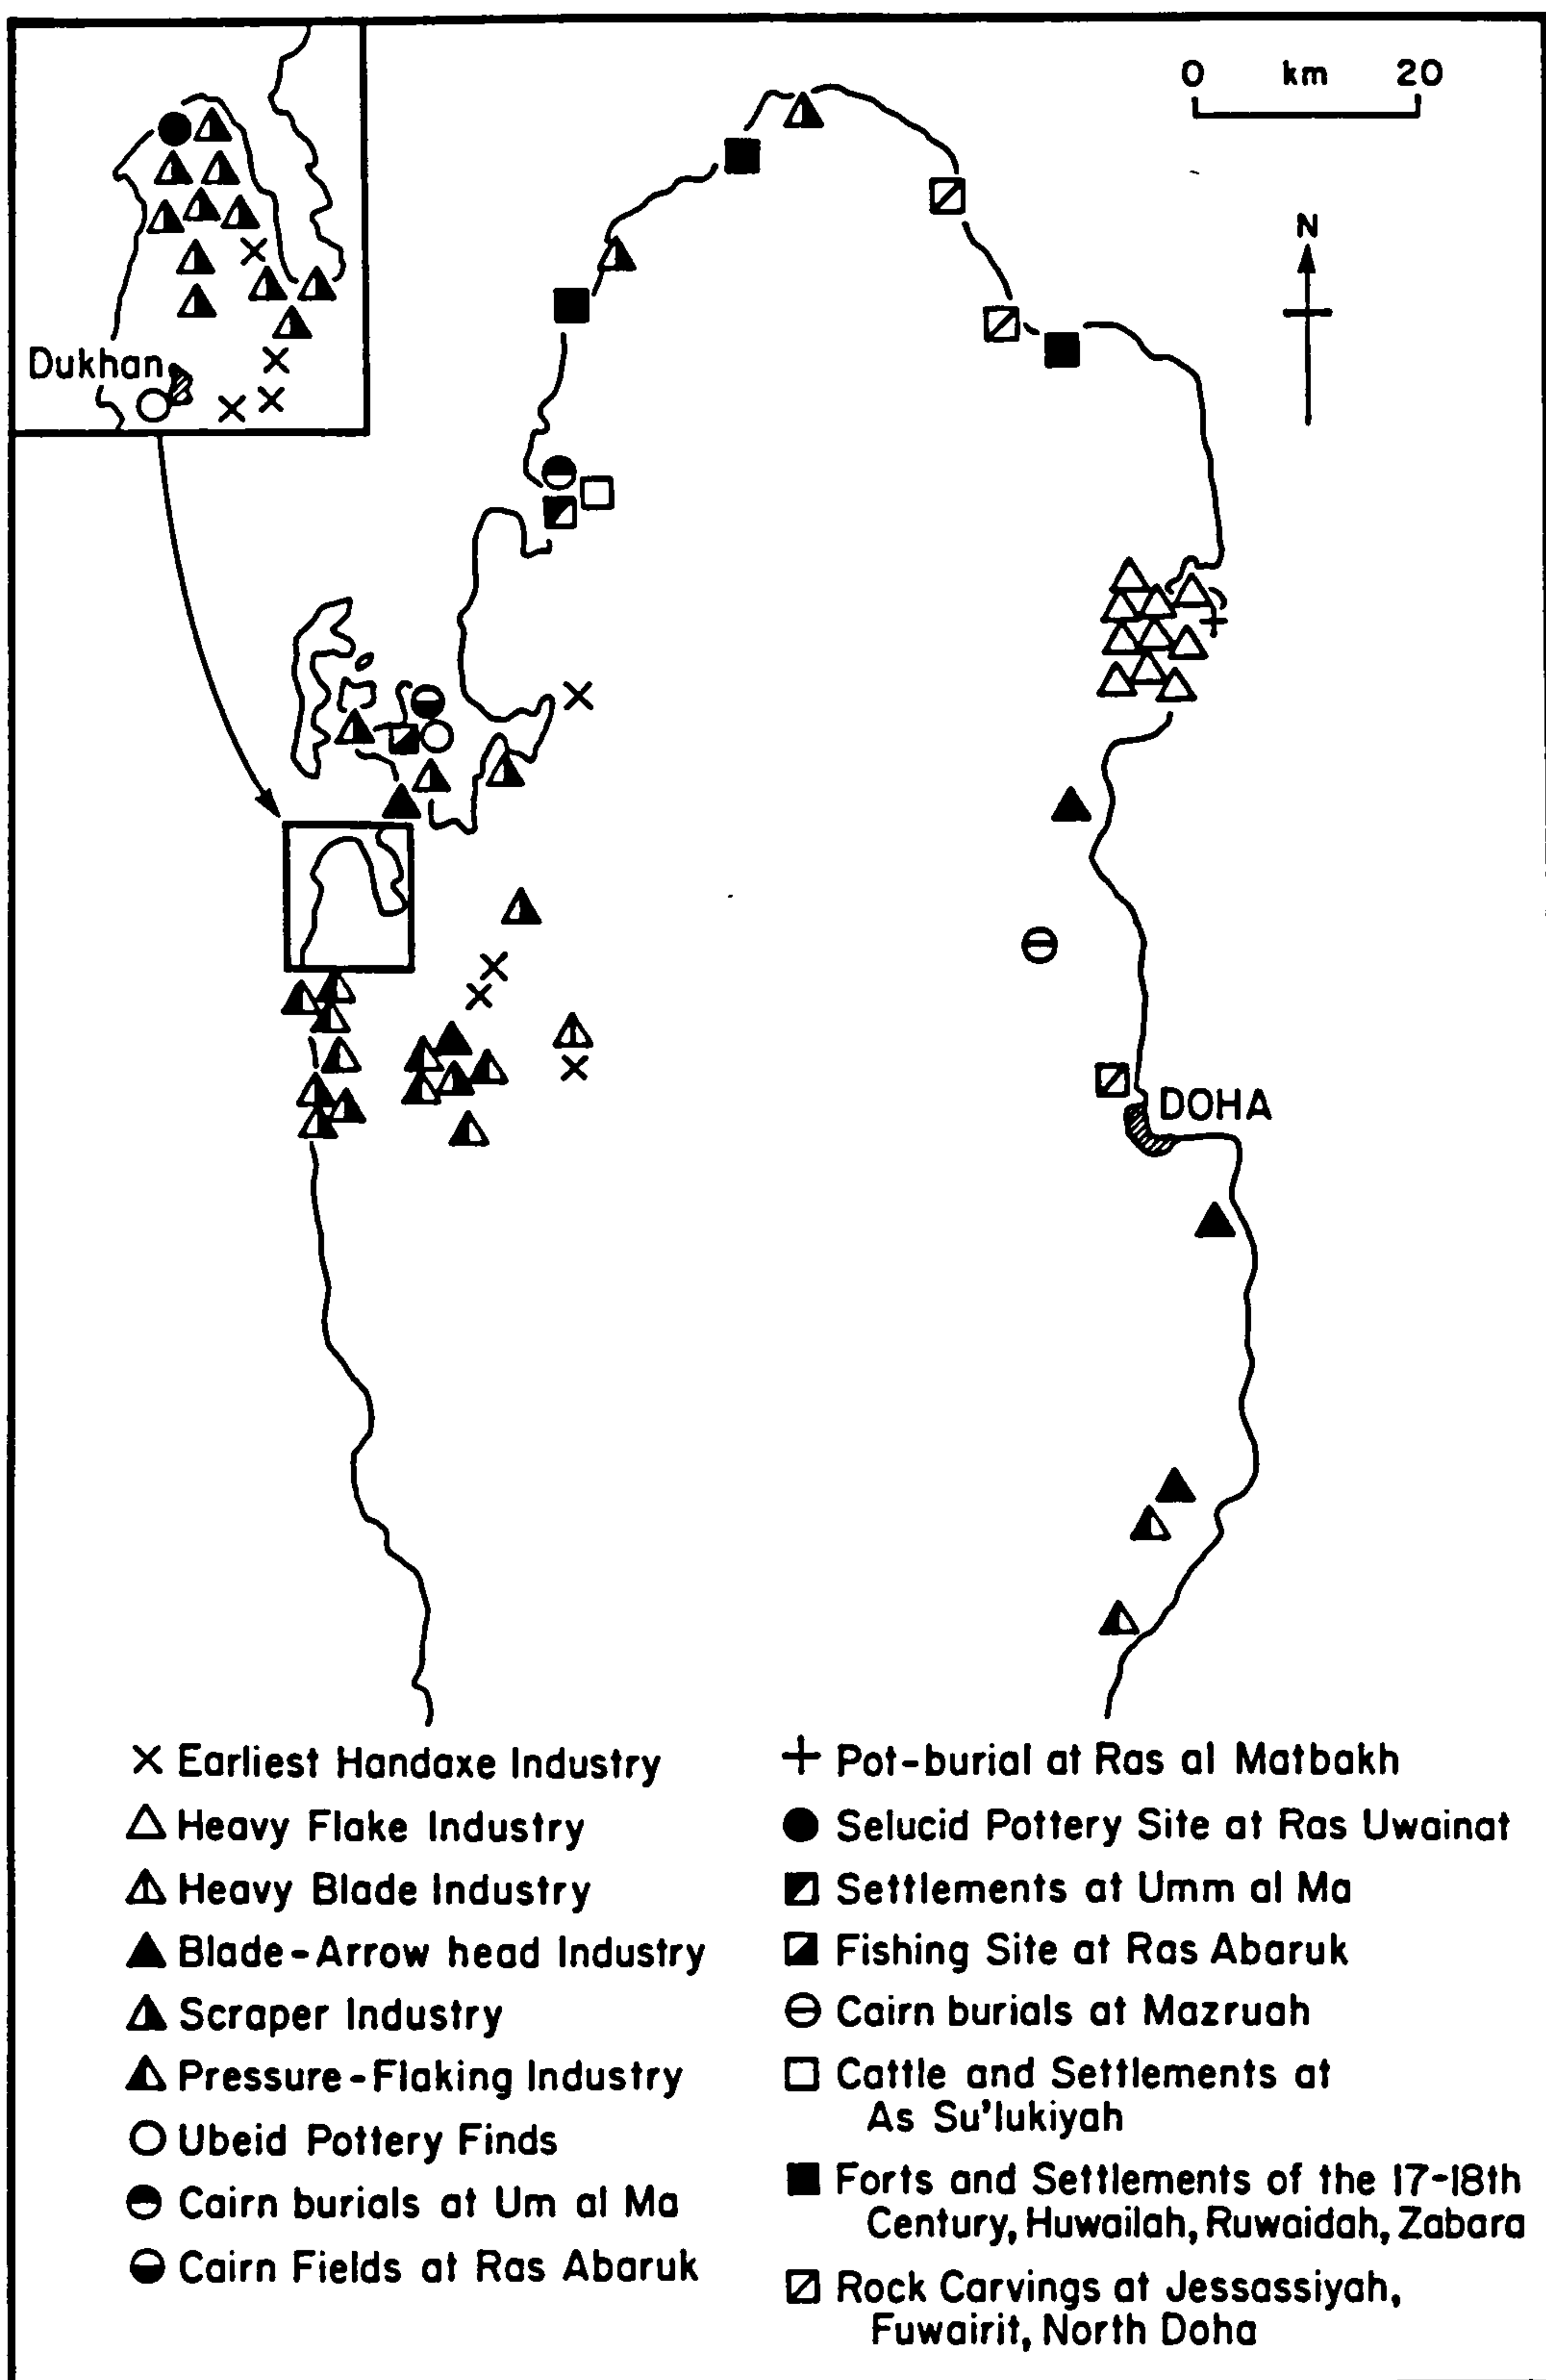 0 km 20
N
Dukhan
DOHA
Earliest Handaxe Industry
Heavy Flake Industry
Heavy Blade Industry
Blade-Arrow head Industry
Scraper Industry
Pressure-Flaking Industry
Ubeid Pottery Finds
Cairn burials at Um al Ma
Cairn Fields at Ras Abaruk
Pot-burial at Ras al Matbakh
Selucid Pottery Site at Ras Uwainat
Settlements at Umm al Ma
Fishing Site at Ras Abaruk
Cairn burials at Mazruah
Cattle and Settlements at
As Su'lukiyah
Forts and Settlements of the 17-18th
Century, Huwailah, Ruwaidah, Zabara
Rock Carvings at Jessassiyah,
Fuwairit, North Doha